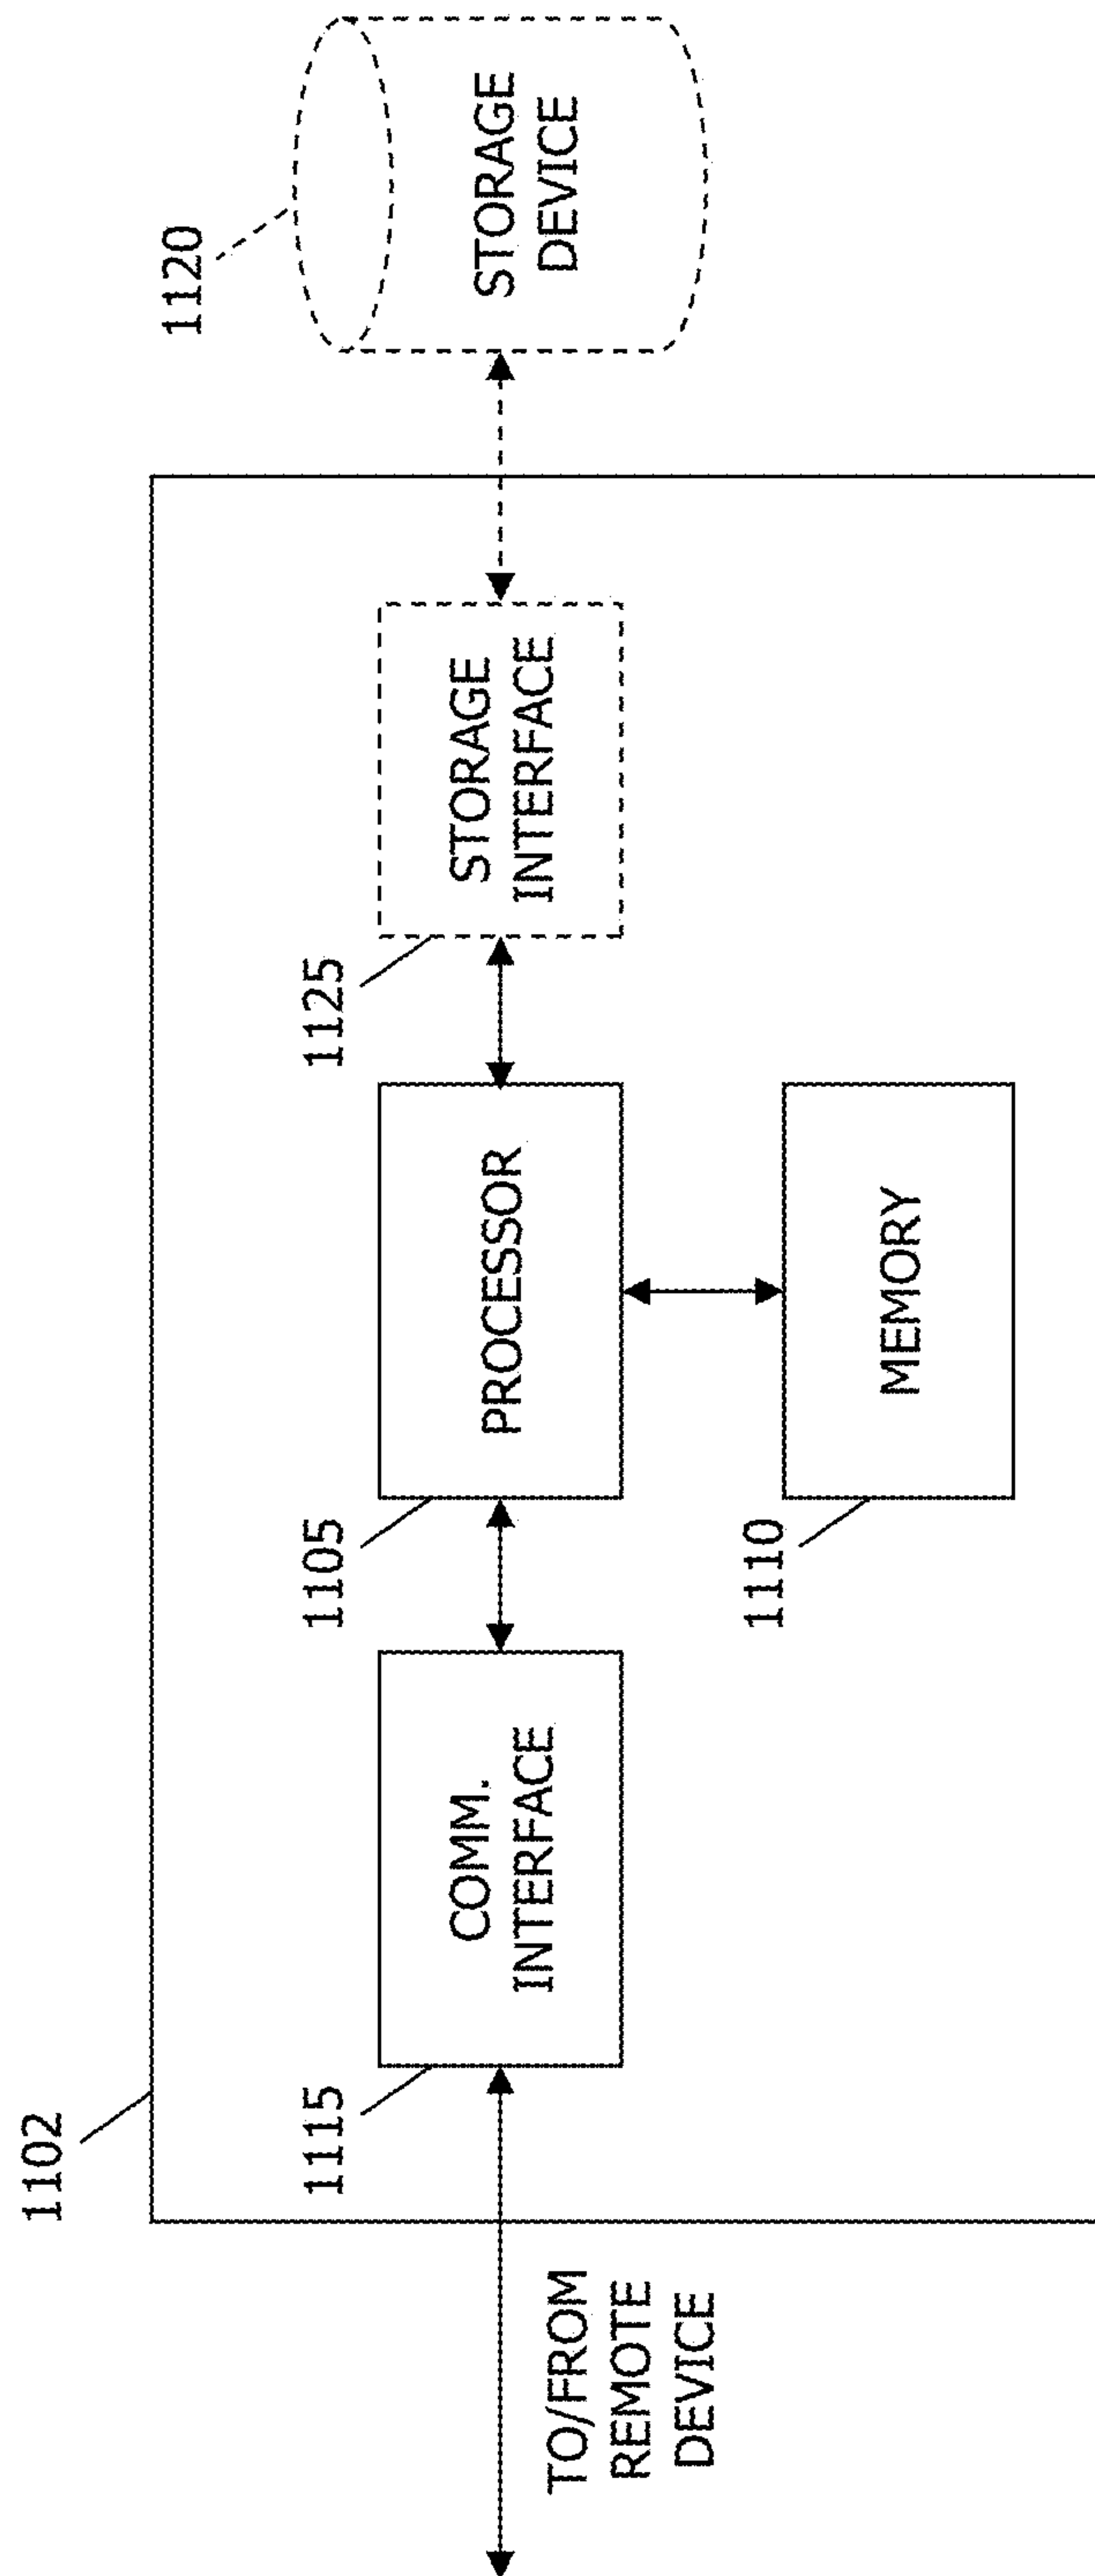 1102
1115
COMM.
INTERFACE
TO/FROM
REMOTE
DEVICE
1105
PROCESSOR
1110
MEMORY
1125
STORAGE
INTERFACE
1120
STORAGE
DEVICE